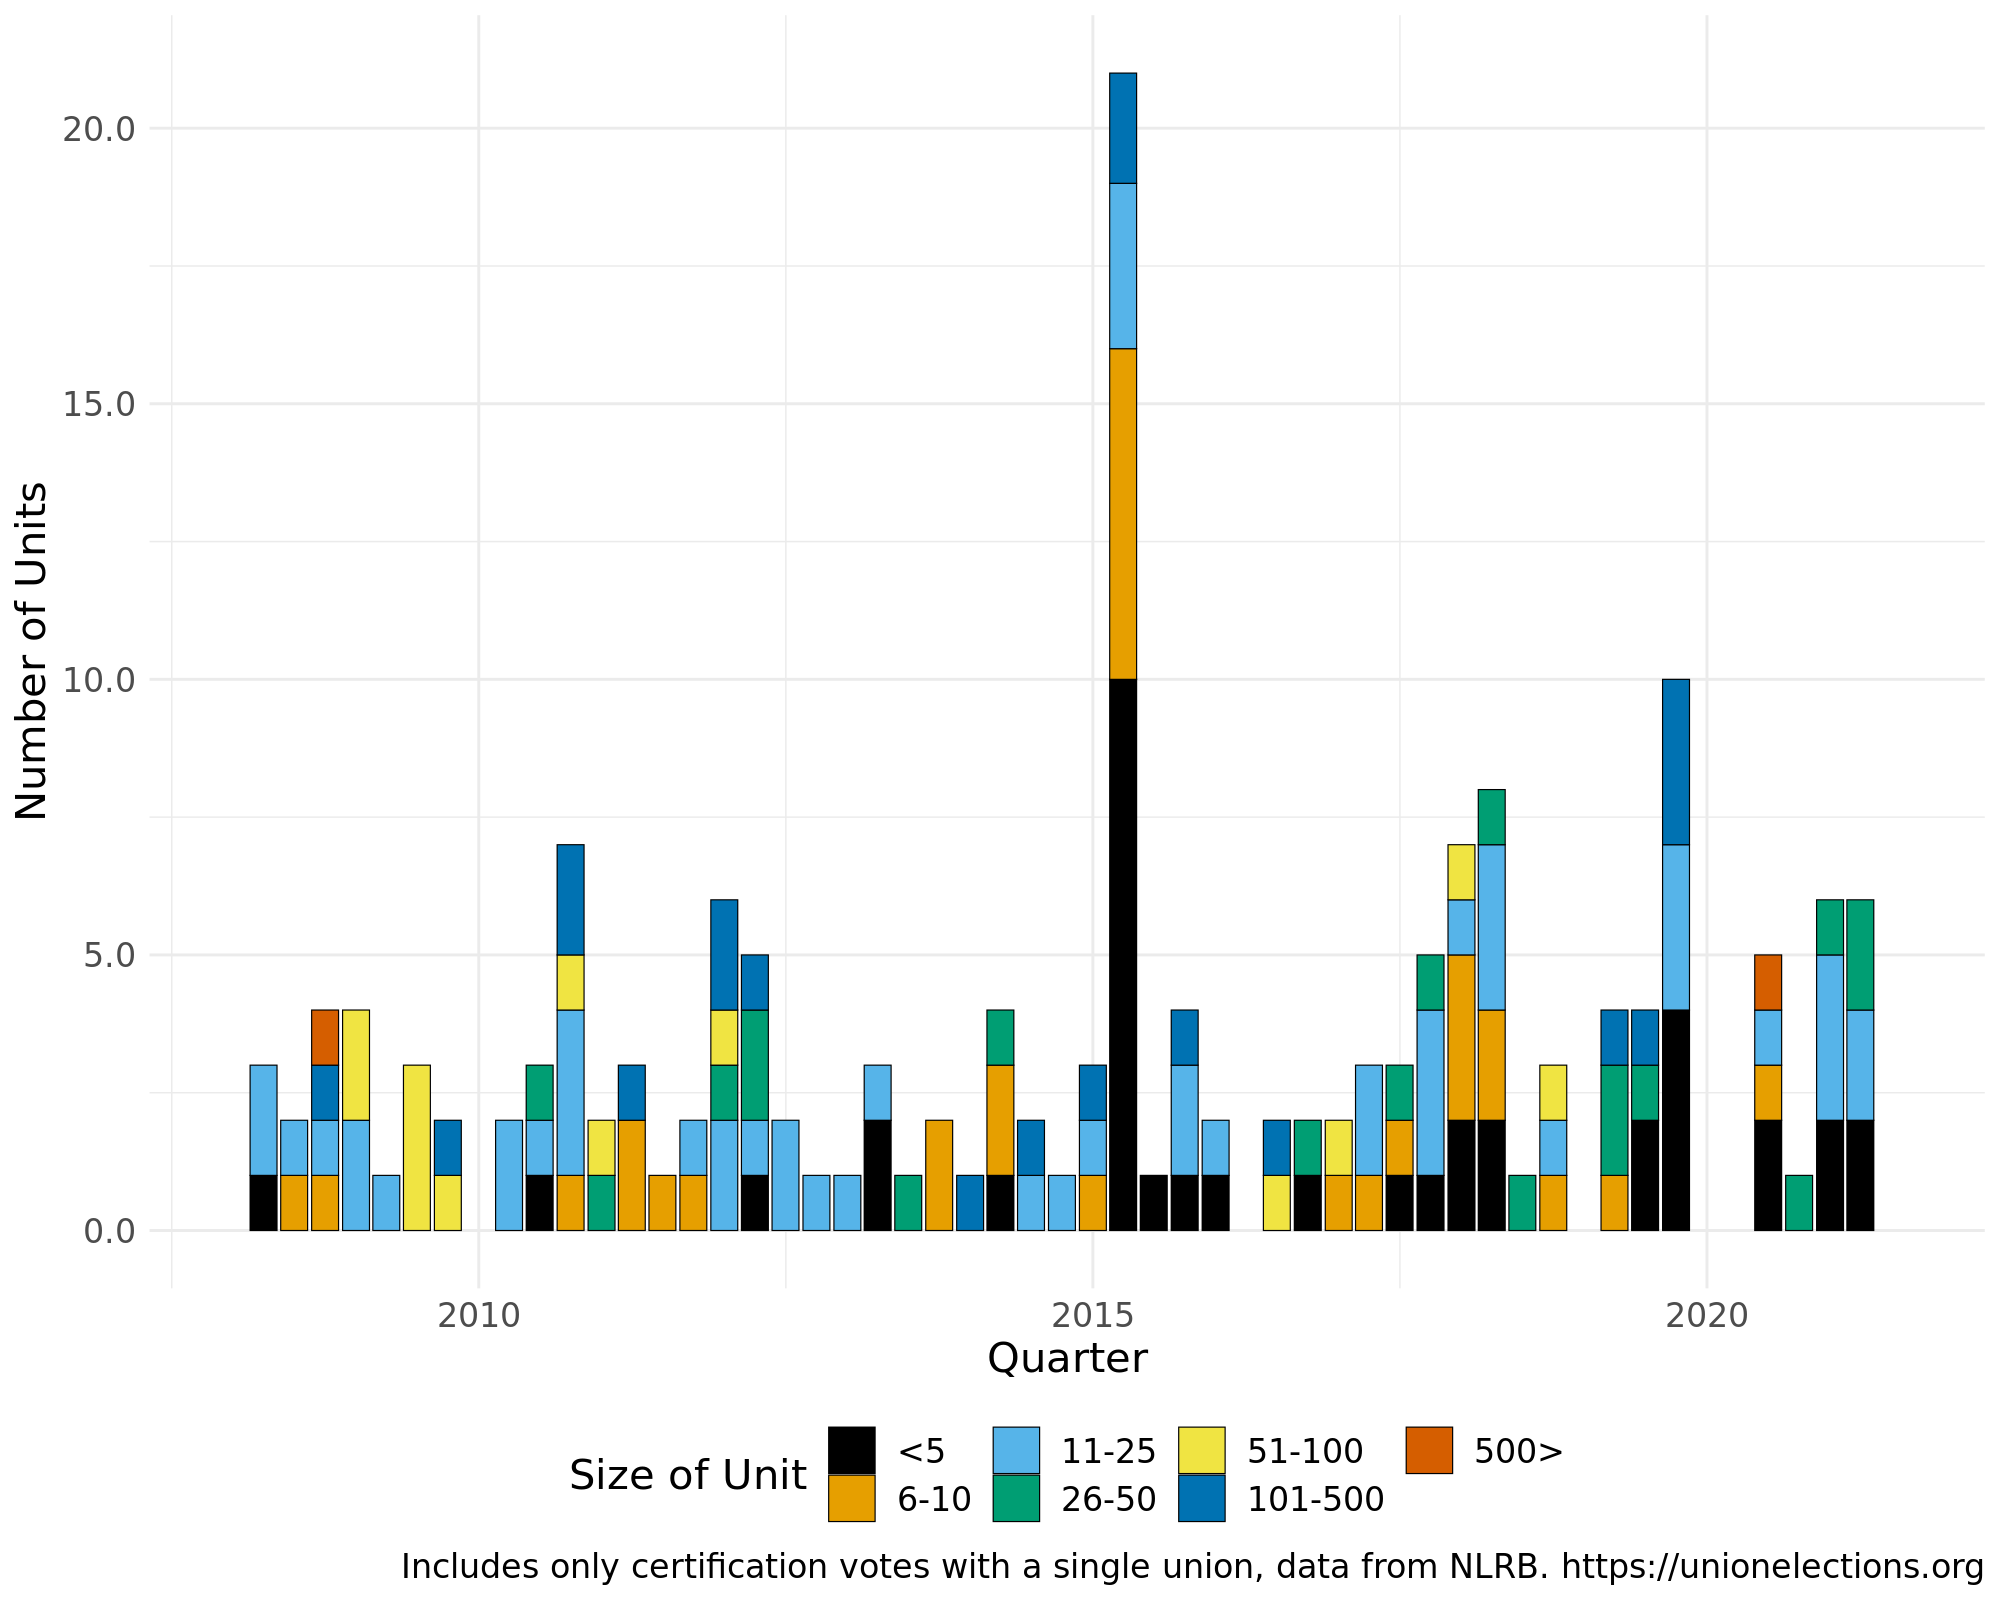 20.0
15.0
10.0
5.0
0.0
Number of Units
2010 2015 2020
Quarter
Size of Unit
<5 11-25 51-100 500>
6-10 26-50 101-500
Includes only certification votes with a single union, data from NLRB. https://unionelections.org